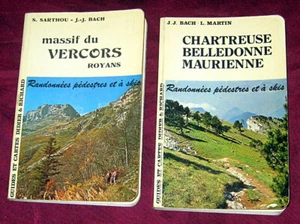 S. SARTHOU - J.-J. BACH
massif du
VERCORS
ROYANS
Randonnées pédestres et à skis
GUIDES ET CARTES DIDIER & RICHARD
J.J. BACH - L. MARTIN
CHARTREUSE
BELLEDONNE
MAURIENNE
Randonnées pédestres et à skis
GUIDES ET CARTES DIDIER & RICHARD